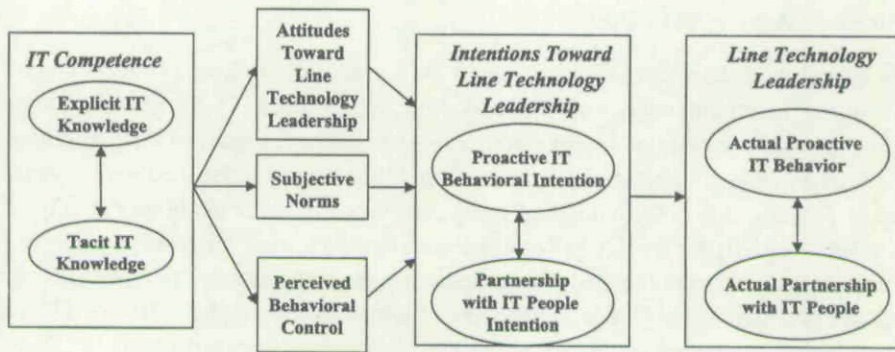 IT Competence
Explicit IT
Knowledge
Tacit IT
Knowledge
Attitudes
Toward
Line
Technology
Leadership
Subjective
Norms
Perceived
Behavioral
Control
Intentions Toward
Line Technology
Leadership
Proactive IT
Behavioral Intention
Partnership
with IT People
Intention
Line Technology
Leadership
Actual Proactive
IT Behavior
Actual Partnership
with IT People